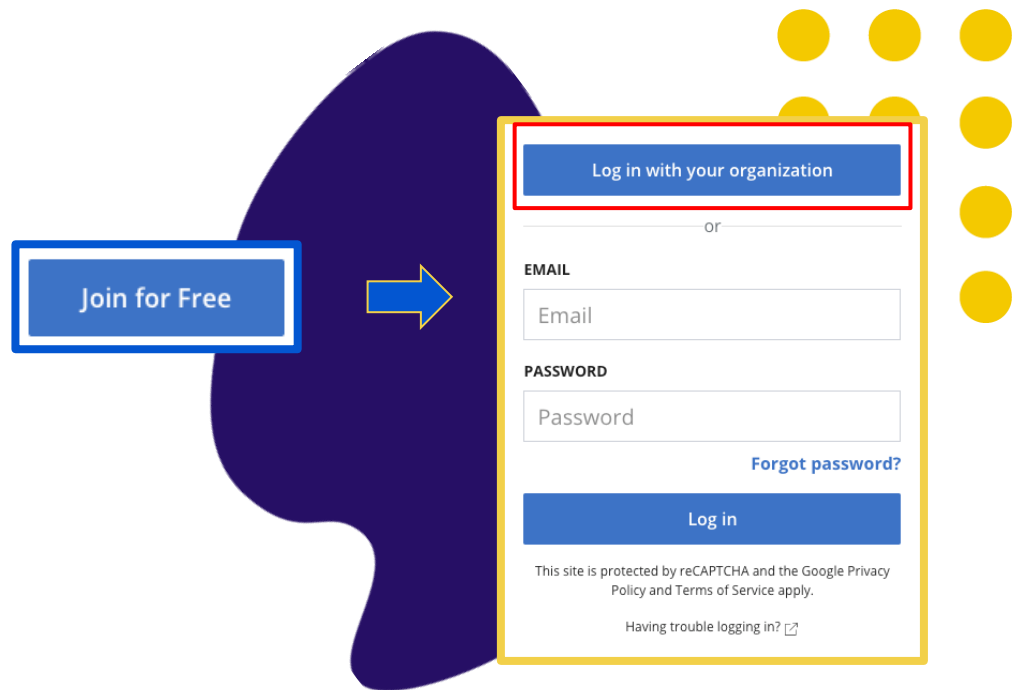 Join for Free
Log in with your organization
or
EMAIL
Email
PASSWORD
Password
Forgot password?
Log in
This site is protected by reCAPTCHA and the Google Privacy
Policy and Terms of Service apply.
Having trouble logging in?